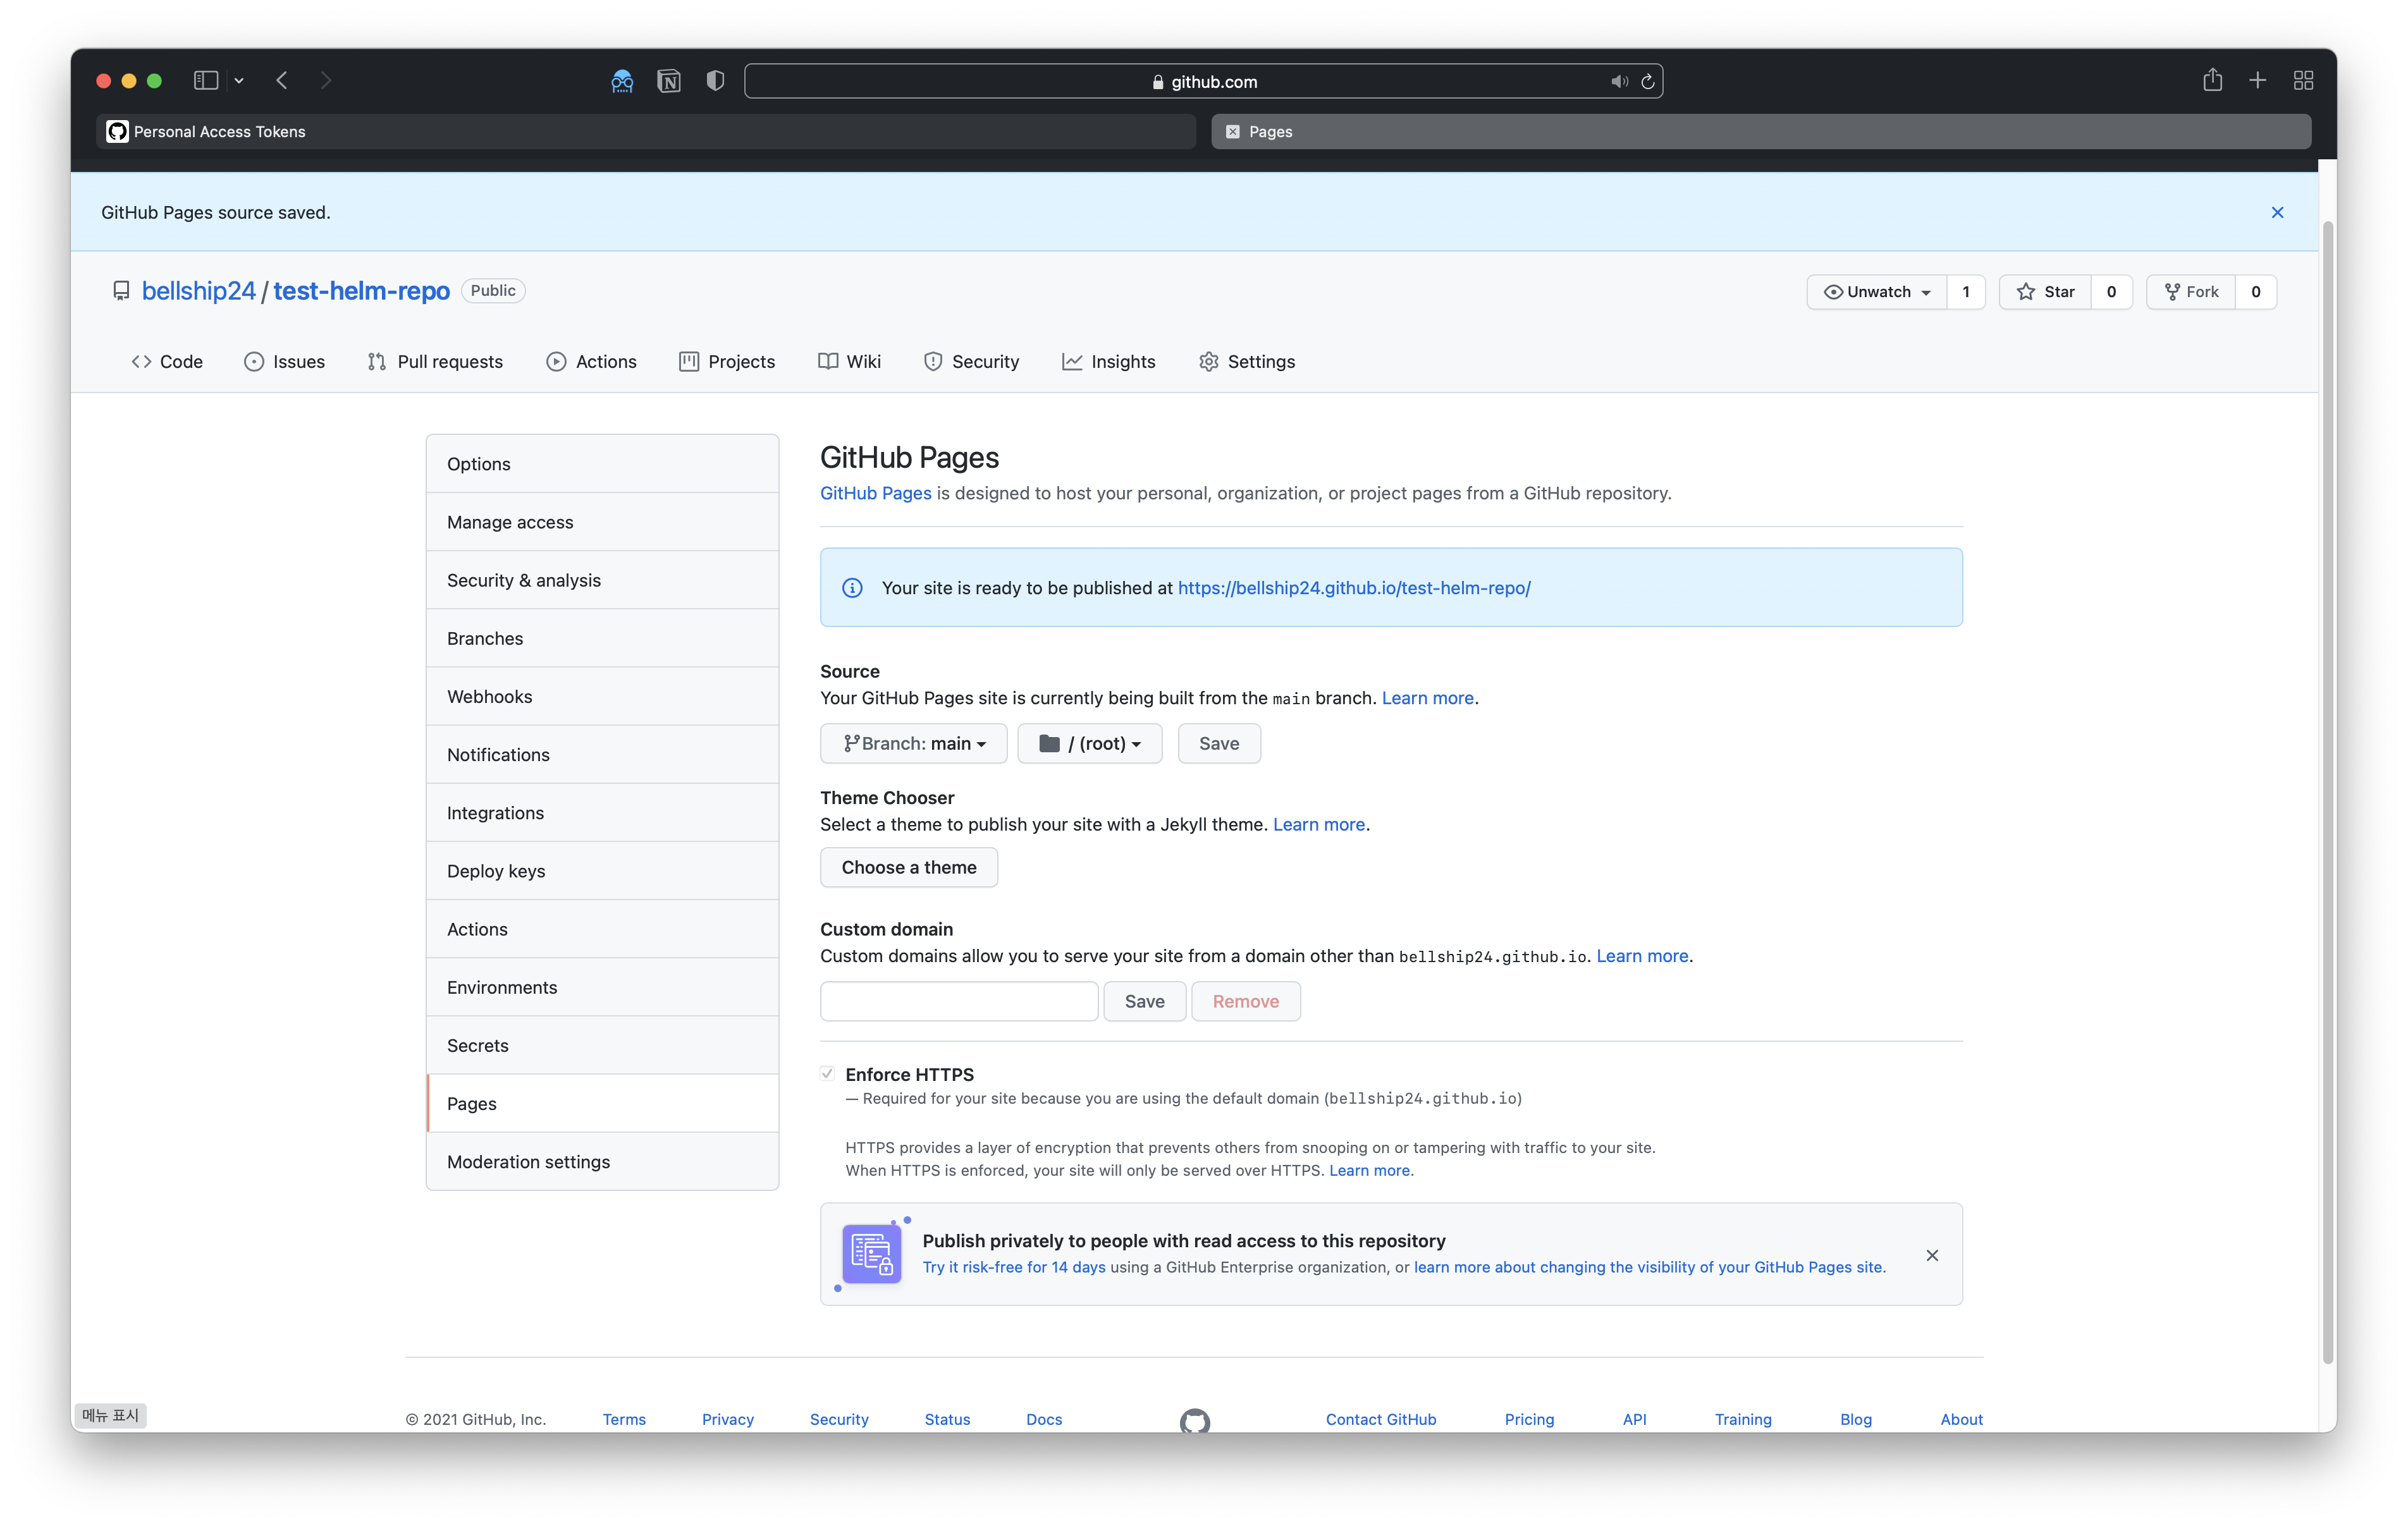 github.com
Personal Access Tokens
Pages
GitHub Pages source saved.
bellship24 / test-helm-repo Public
Unwatch 1 Star 0 Fork 0
Code Issues Pull requests Actions Projects Wiki Security Insights Settings
Options
Manage access
Security & analysis
Branches
Webhooks
Notifications
Integrations
Deploy keys
Actions
Environments
Secrets
Pages
Moderation settings
GitHub Pages
GitHub Pages is designed to host your personal, organization, or project pages from a GitHub repository.
Your site is ready to be published at https://bellship24.github.io/test-helm-repo/
Source
Your GitHub Pages site is currently being built from the main branch. Learn more.
Branch: main / (root) Save
Theme Chooser
Select a theme to publish your site with a Jekyll theme. Learn more.
Choose a theme
Custom domain
Custom domains allow you to serve your site from a domain other than bellship24.github.io. Learn more.
Save Remove
Enforce HTTPS
— Required for your site because you are using the default domain (bellship24.github.io)
HTTPS provides a layer of encryption that prevents others from snooping on or tampering with traffic to your site.
When HTTPS is enforced, your site will only be served over HTTPS. Learn more.
Publish privately to people with read access to this repository
Try it risk-free for 14 days using a GitHub Enterprise organization, or learn more about changing the visibility of your GitHub Pages site.
메뉴 표시
© 2021 GitHub, Inc. Terms Privacy Security Status Docs Contact GitHub Pricing API Training Blog About